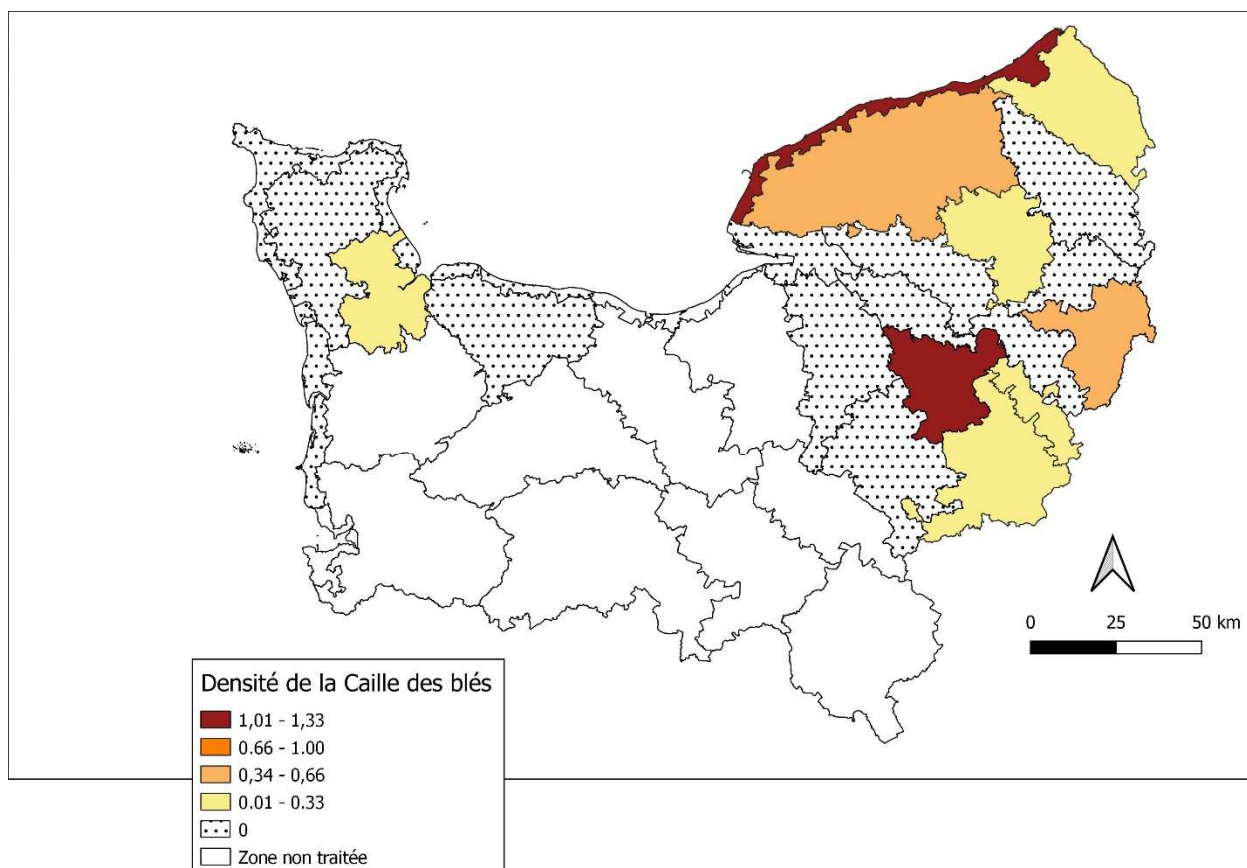 0 25 50 km
Densité de la Caille des blés
1,01 - 1,33
0.66 - 1.00
0,34 - 0,66
0.01 - 0.33
0
Zone non traitée